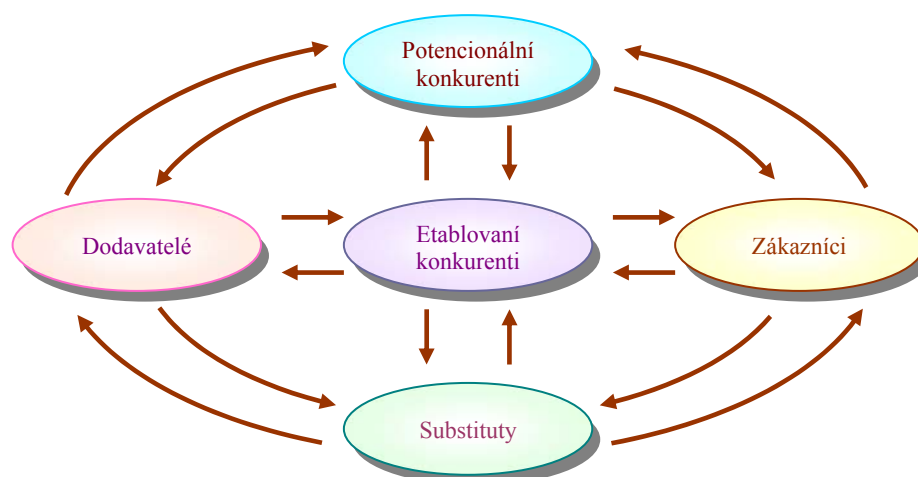 Potencionální
konkurenti
Dodavatelé
Etablovaní
konkurenti
Zákazníci
Substituty